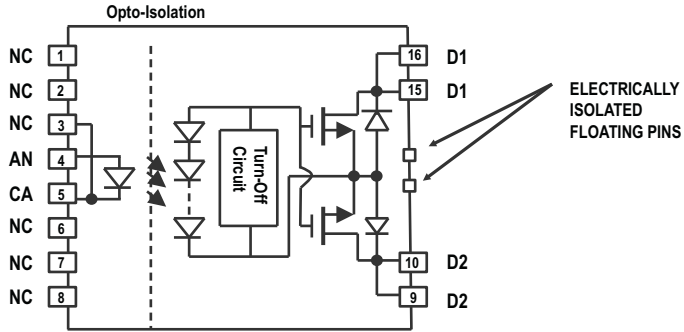 Opto-Isolation
NC 1
NC 2
NC 3
AN 4
CA 5
NC 6
NC 7
NC 8
Turn-Off
Circuit
16 D1
15 D1
10 D2
9 D2
ELECTRICALLY
ISOLATED
FLOATING PINS